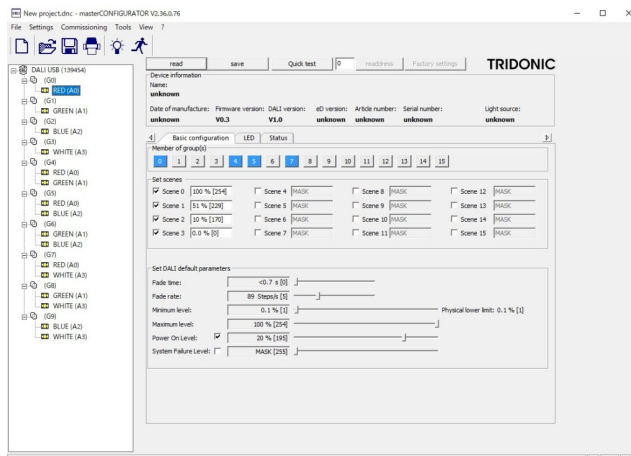 New project.dnc - masterCONFIGURATOR V2.36.0.76
File Settings Commissioning Tools View ?
DALI USB (139454)
(G0)
RED (A0)
(G1)
GREEN (A1)
(G2)
BLUE (A2)
(G3)
WHITE (A3)
(G4)
RED (A0)
GREEN (A1)
(G5)
RED (A0)
BLUE (A2)
(G6)
GREEN (A1)
BLUE (A2)
(G7)
RED (A0)
WHITE (A3)
(G8)
GREEN (A1)
WHITE (A3)
(G9)
BLUE (A2)
WHITE (A3)
read save Quick test 0 readdress Factory settings TRIDONIC
Device information
Name:
unknown
Date of manufacture: Firmware version: DALI version: eD version: Article number: Serial number: Light source:
unknown V0.3 V1.0 unknown unknown unknown unknown
Basic configuration LED Status
Member of group(s)
0 1 2 3 4 5 6 7 8 9 10 11 12 13 14 15
Set scenes
Scene 0 100 % [254] Scene 4 MASK Scene 8 MASK Scene 12 MASK
Scene 1 51 % [229] Scene 5 MASK Scene 9 MASK Scene 13 MASK
Scene 2 10 % [170] Scene 6 MASK Scene 10 MASK Scene 14 MASK
Scene 3 0.0 % [0] Scene 7 MASK Scene 11 MASK Scene 15 MASK
Set DALI default parameters
Fade time: <0.7 s [0]
Fade rate: 89 Steps/s [5]
Minimum level: 0.1 % [1] Physical lower limit: 0.1 % [1]
Maximum level: 100 % [254]
Power On Level: 20 % [195]
System Failure Level: MASK [255]